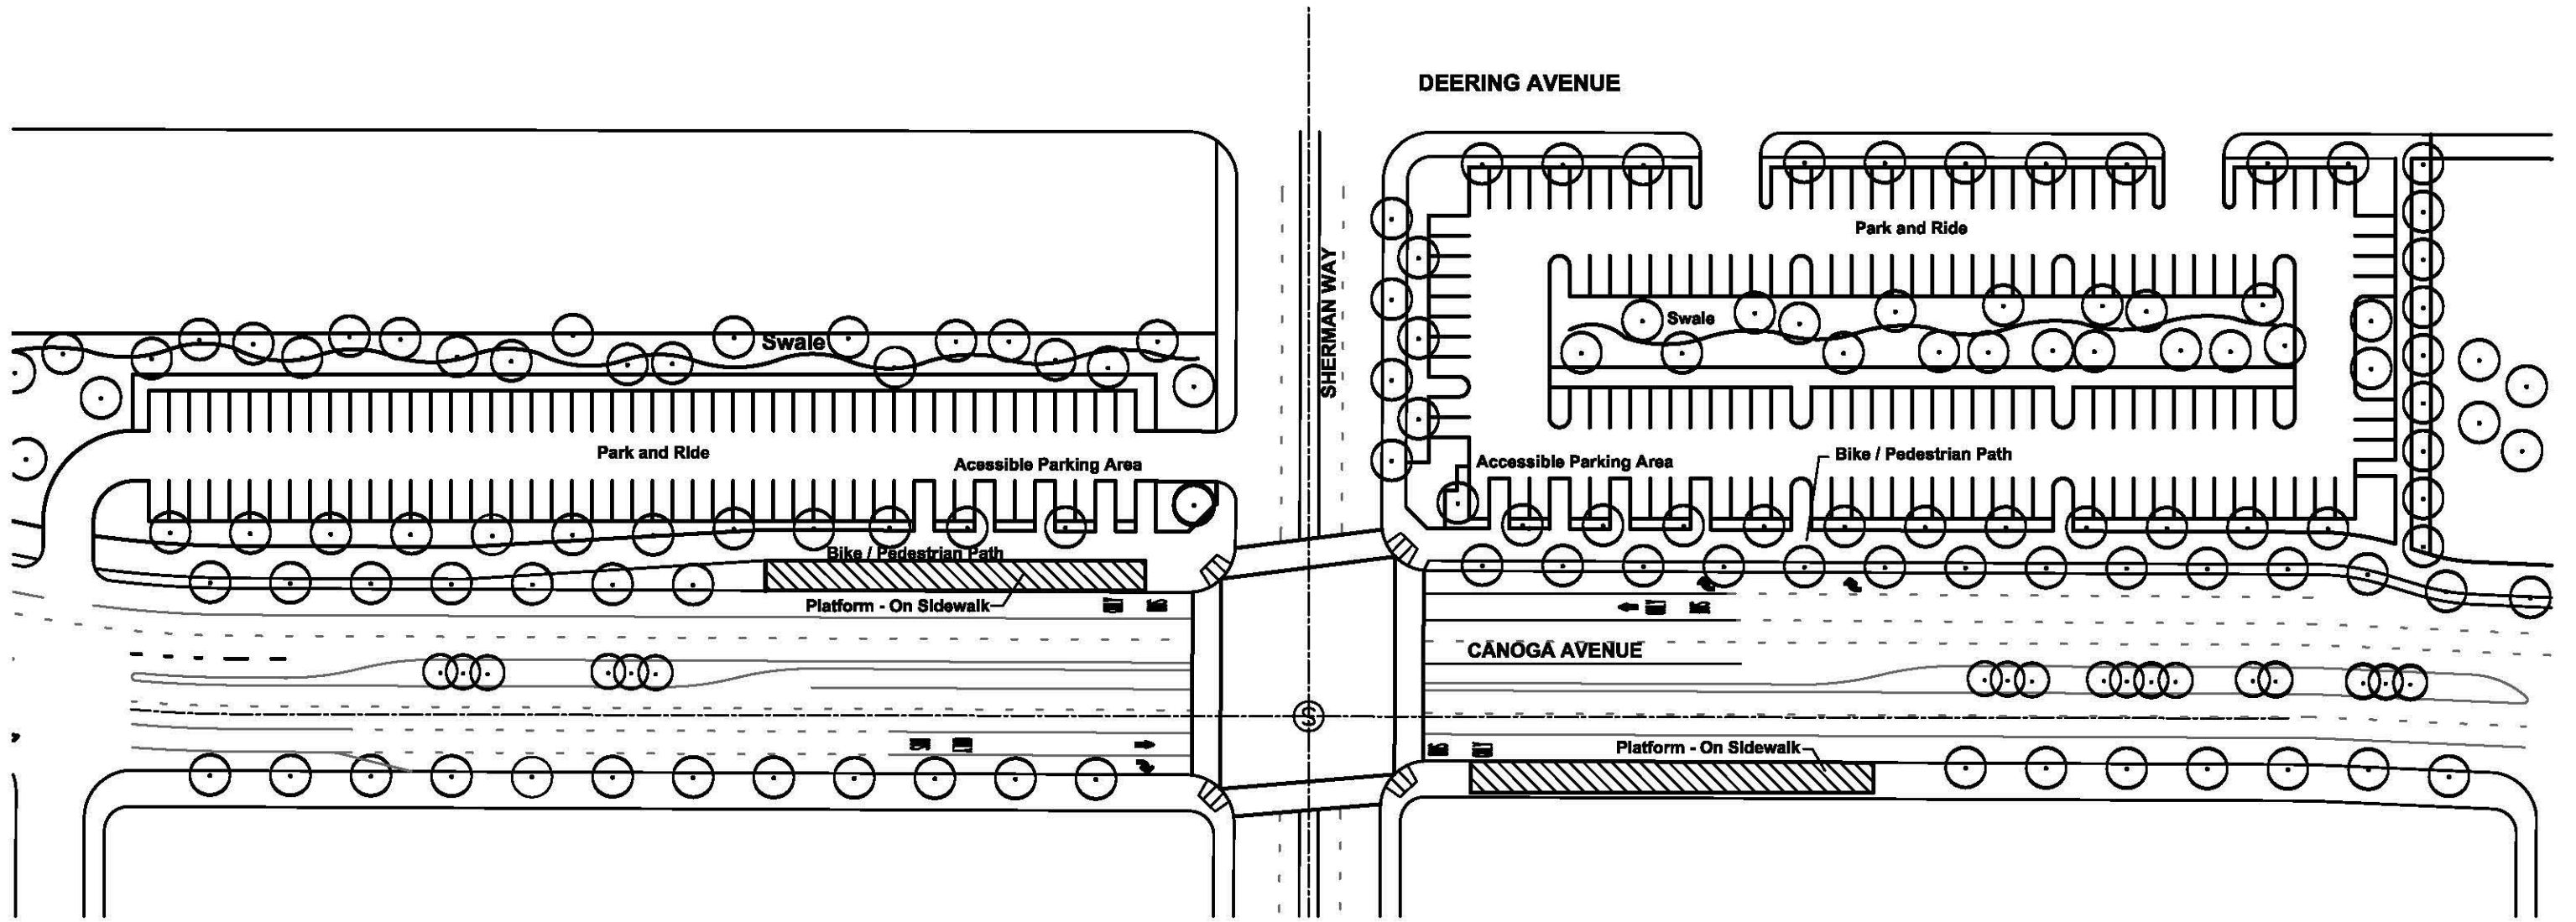 DEERING AVENUE
SHERMAN WAY
Park and Ride
Swale
Swale
Park and Ride
Acessible Parking Area
Accessible Parking Area
Bike / Pedestrian Path
Bike / Pedestrian Path
Platform - On Sidewalk
CANOGA AVENUE
S
Platform - On Sidewalk